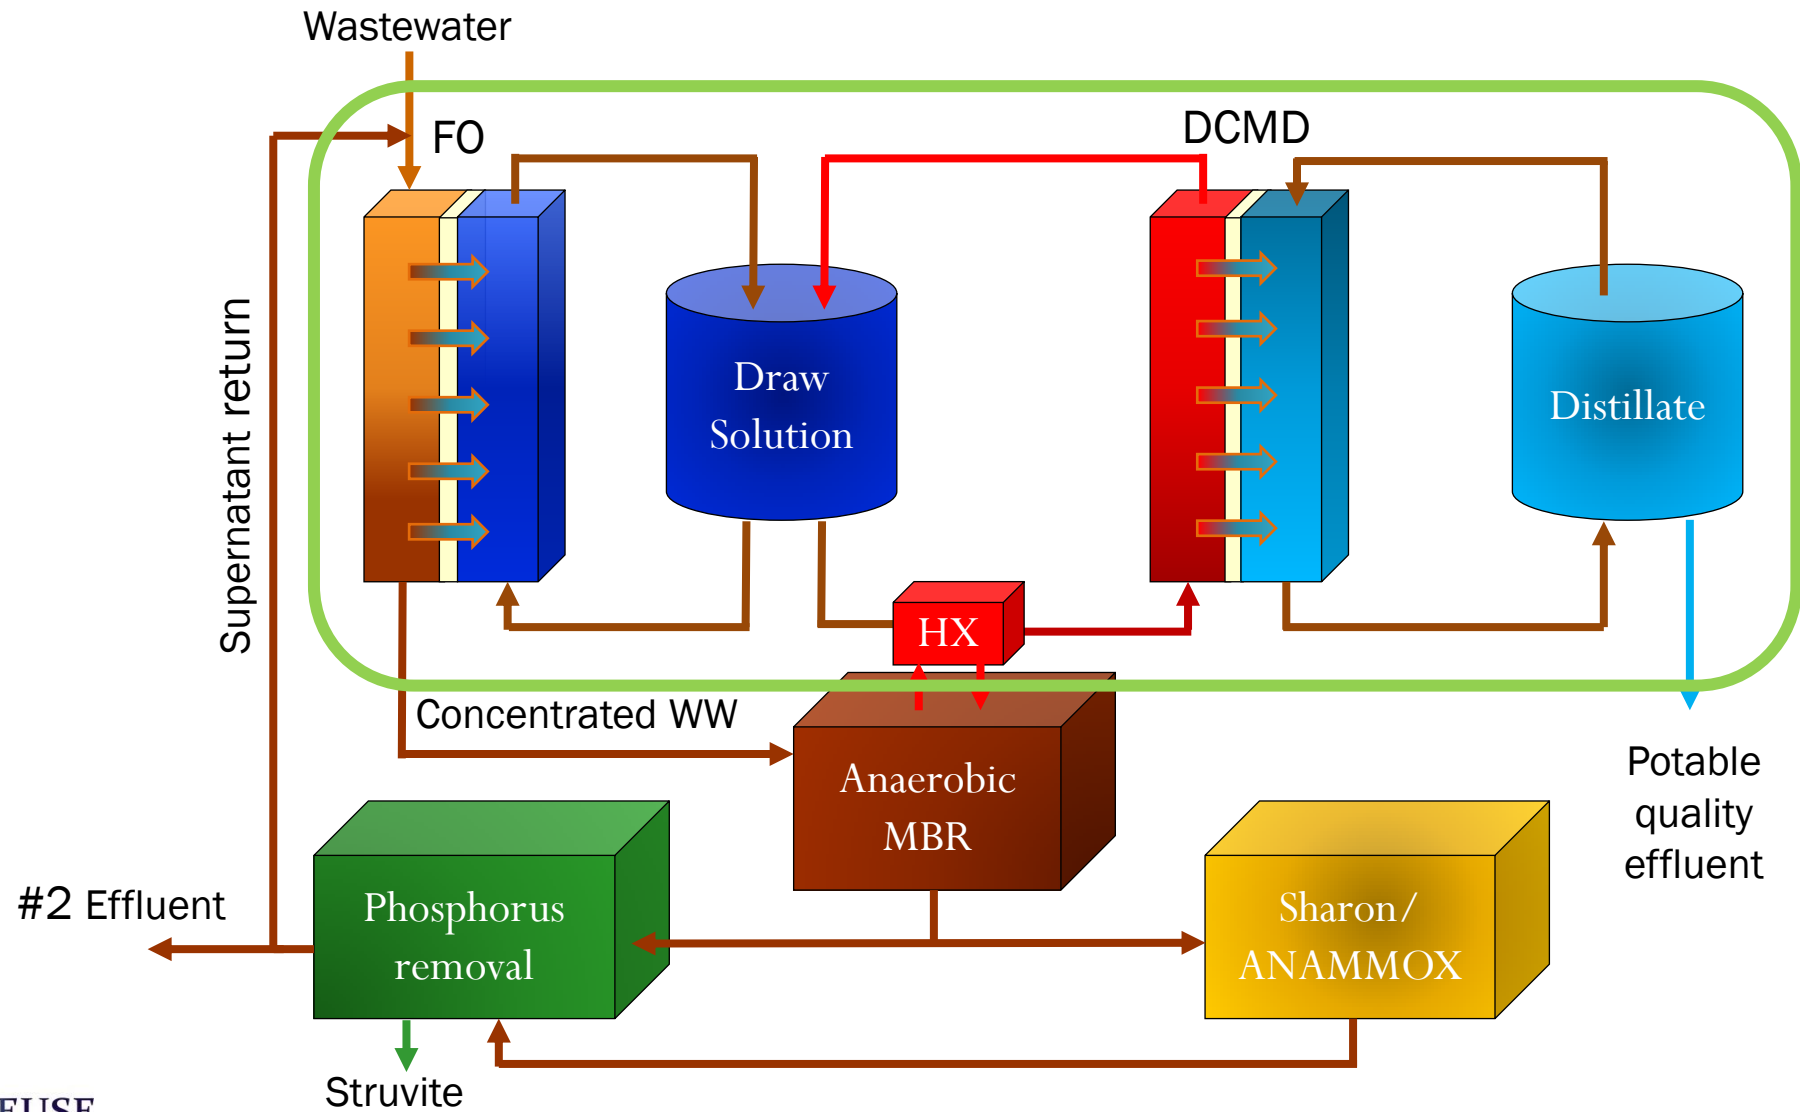 Wastewater
FO
DCMD
Supernatant return
Draw
Solution
Distillate
HX
Concentrated WW
Anaerobic
MBR
Potable
quality
effluent
#2 Effluent
Phosphorus
removal
Sharon/
ANAMMOX
Struvite